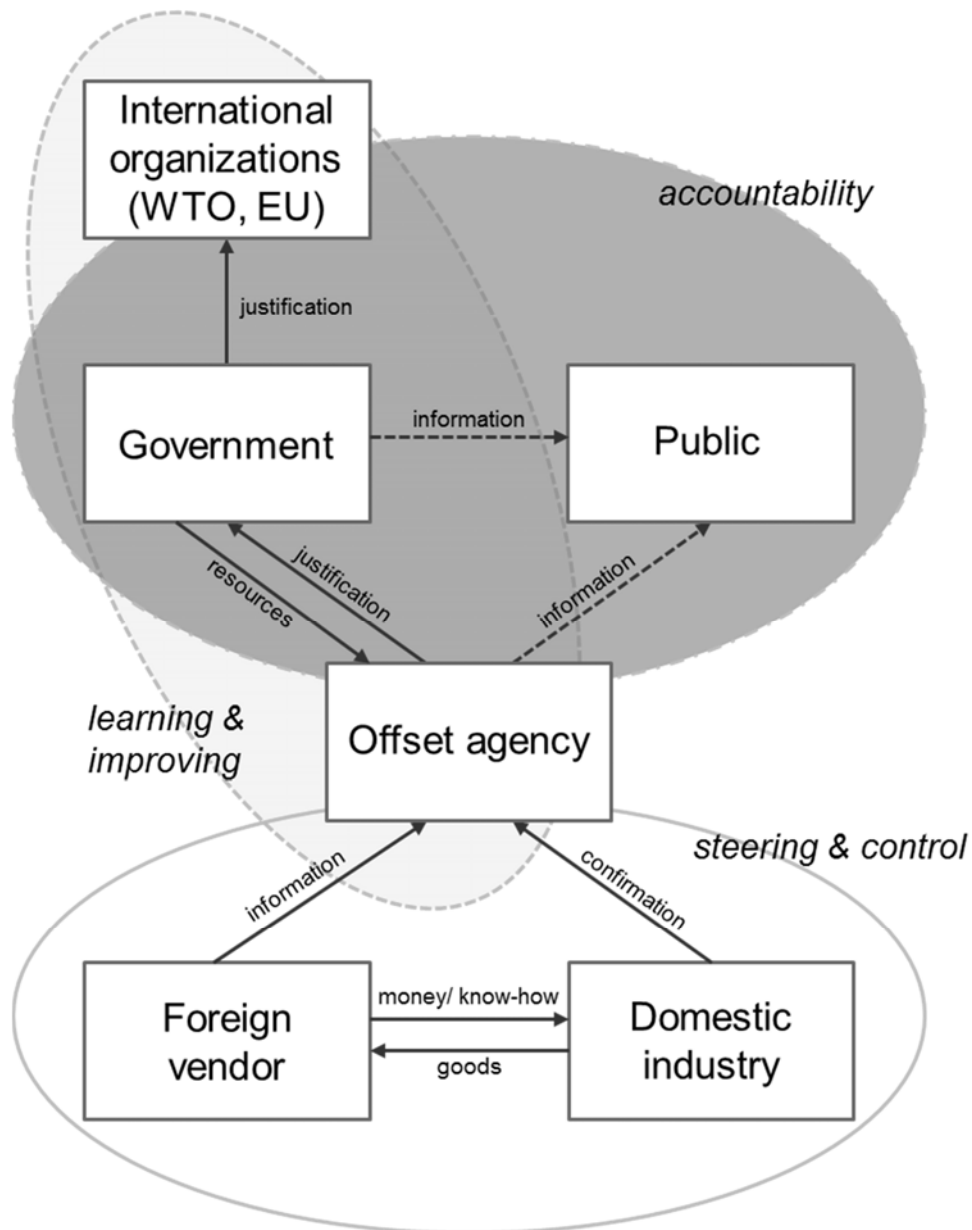 International
organizations
(WTO, EU)
accountability
justification
Government
information
Public
resources
justification
information
learning &
improving
Offset agency
steering & control
information
confirmation
Foreign
vendor
money/ know-how
goods
Domestic
industry